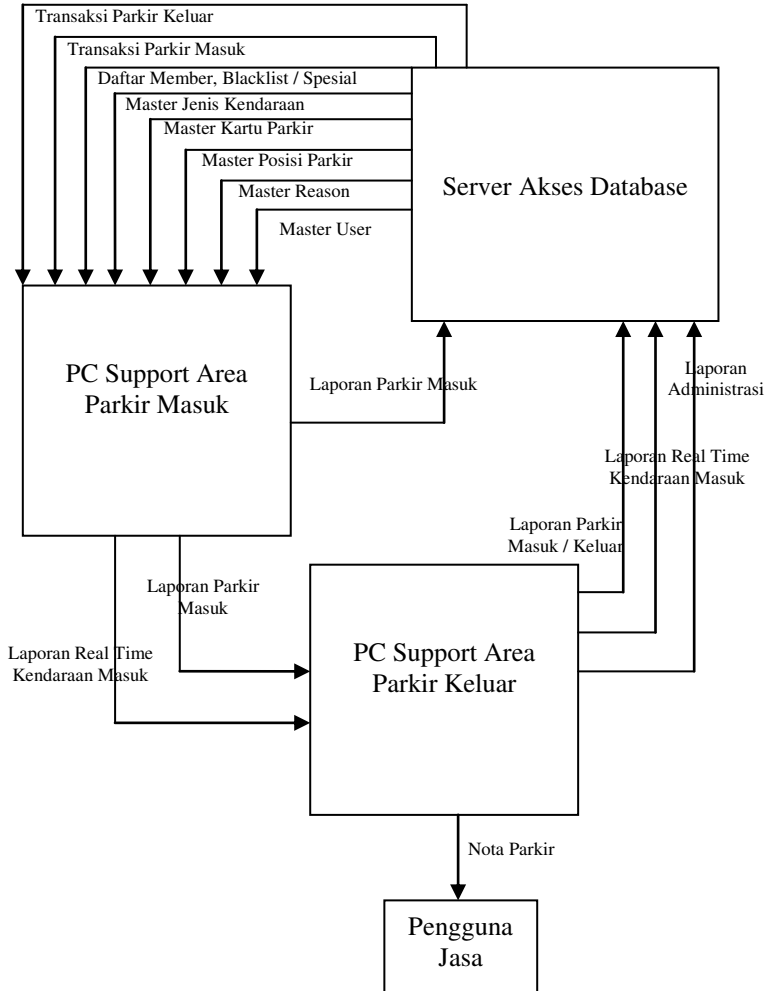 Transaksi Parkir Keluar
Transaksi Parkir Masuk
Daftar Member, Blacklist / Spesial
Master Jenis Kendaraan
Master Kartu Parkir
Master Posisi Parkir
Master Reason
Master User
Server Akses Database
PC Support Area
Parkir Masuk
Laporan Parkir Masuk
Laporan
Administrasi
Laporan Real Time
Kendaraan Masuk
Laporan Parkir
Masuk / Keluar
Laporan Parkir
Masuk
Laporan Real Time
Kendaraan Masuk
PC Support Area
Parkir Keluar
Nota Parkir
Pengguna
Jasa